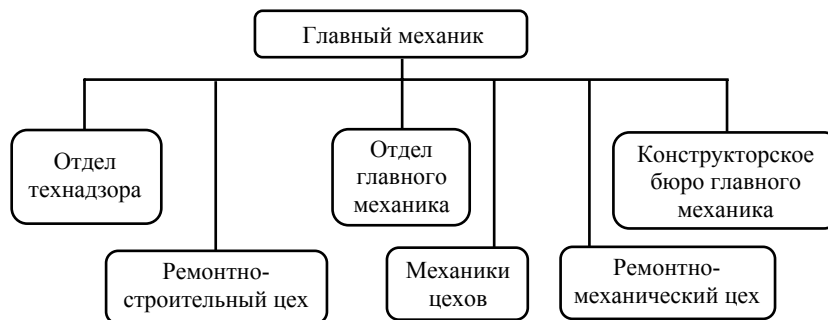 Главный механик
Отдел
технадзора
Отдел
главного
механика
Конструкторское
бюро главного
механика
Ремонтно-
строительный цех
Механики
цехов
Ремонтно-
механический цех